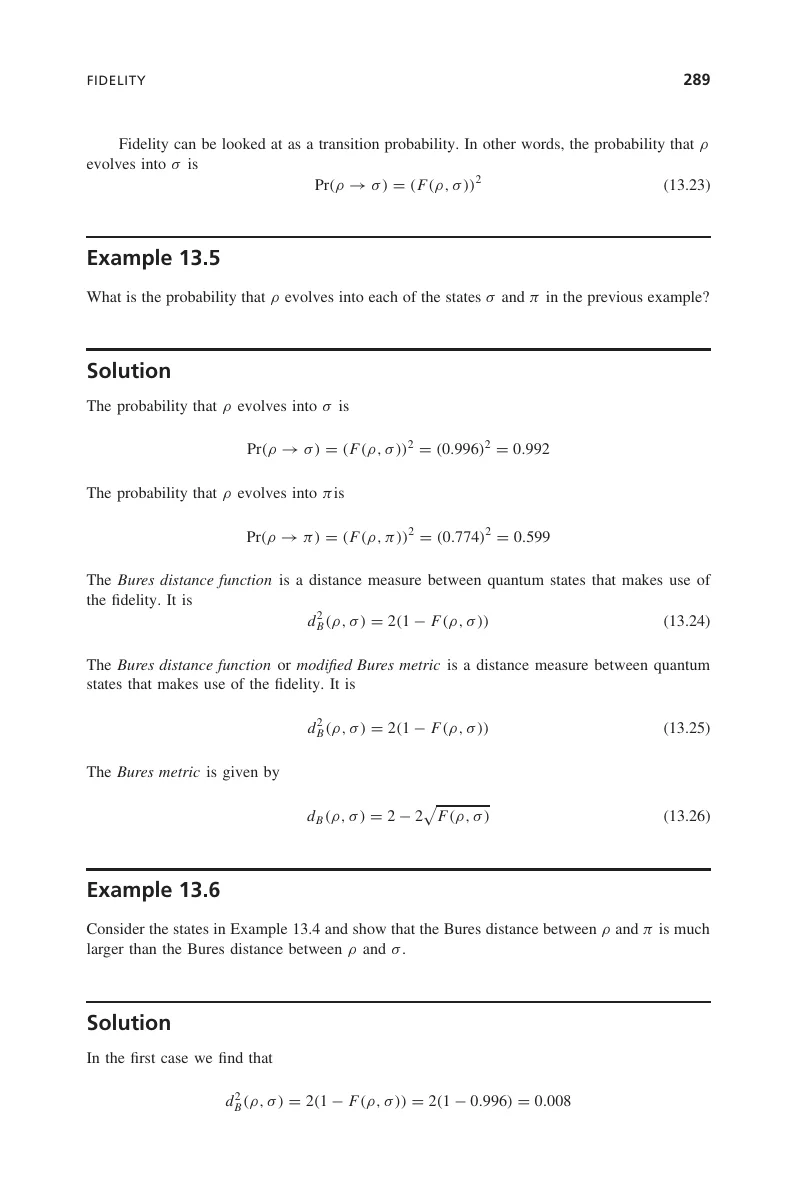 FIDELITY 289
Fidelity can be looked at as a transition probability. In other words, the probability that ρ
evolves into σ is
Pr(ρ → σ) = (F(ρ, σ))² (13.23)
Example 13.5
What is the probability that ρ evolves into each of the states σ and π in the previous example?
Solution
The probability that ρ evolves into σ is
Pr(ρ → σ) = (F(ρ, σ))² = (0.996)² = 0.992
The probability that ρ evolves into πis
Pr(ρ → π) = (F(ρ, π))² = (0.774)² = 0.599
The Bures distance function is a distance measure between quantum states that makes use of
the fidelity. It is
d²_B(ρ, σ) = 2(1 − F(ρ, σ)) (13.24)
The Bures distance function or modified Bures metric is a distance measure between quantum
states that makes use of the fidelity. It is
d²_B(ρ, σ) = 2(1 − F(ρ, σ)) (13.25)
The Bures metric is given by
d_B(ρ, σ) = 2 − 2√F(ρ, σ) (13.26)
Example 13.6
Consider the states in Example 13.4 and show that the Bures distance between ρ and π is much
larger than the Bures distance between ρ and σ.
Solution
In the first case we find that
d²_B(ρ, σ) = 2(1 − F(ρ, σ)) = 2(1 − 0.996) = 0.008